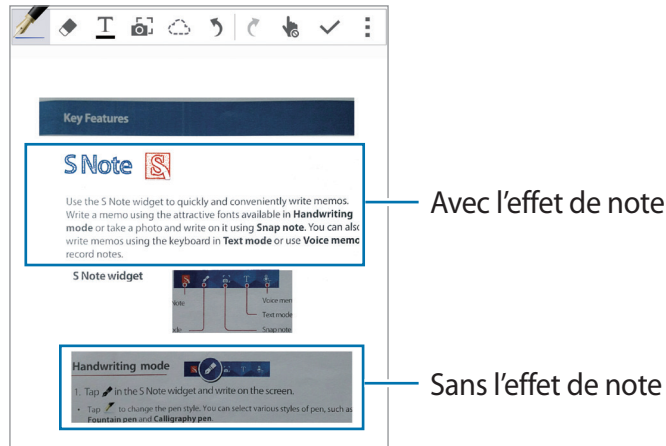 T
Key Features
S Note
Use the S Note widget to quickly and conveniently write memos.
Write a memo using the attractive fonts available in Handwriting
mode or take a photo and write on it using Snap note. You can also
write memos using the keyboard in Text mode or use Voice memo
record notes.
Avec l'effet de note
S Note widget
Note
Voice mem
Text mode
de
Snap note
Handwriting mode
1. Tap in the S Note widget and write on the screen.
• Tap to change the pen style. You can select various styles of pen, such as
Fountain pen and Calligraphy pen.
Sans l'effet de note